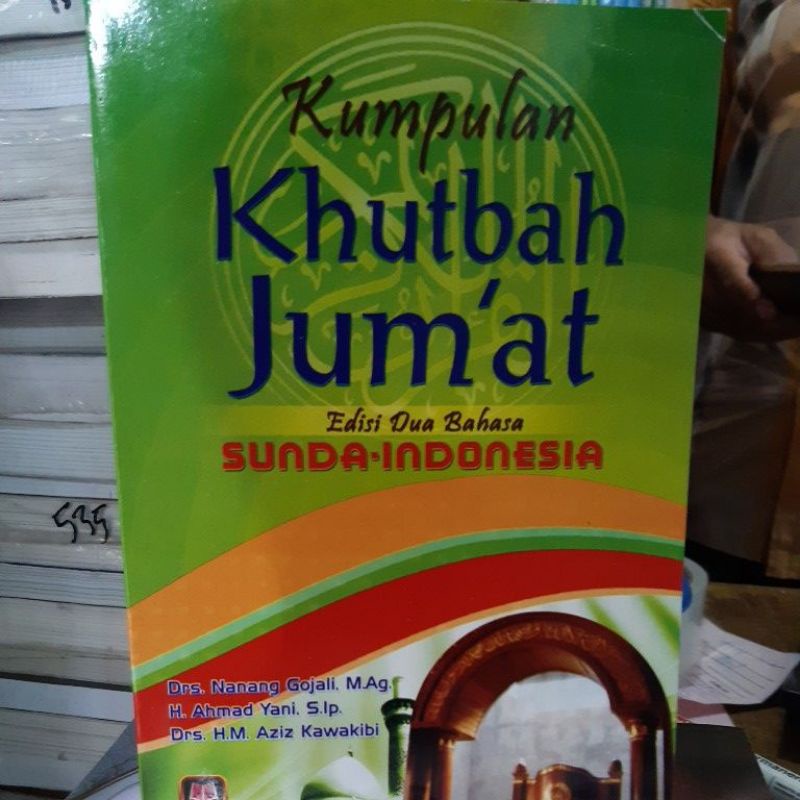 Kumpulan
Khutbah
Jum'at
Edisi Dua Bahasa
SUNDA-INDONESIA
Drs. Nanang Gojali, M.Ag.
H. Ahmad Yani, S.Ip.
Drs. H.M. Aziz Kawakibi
535